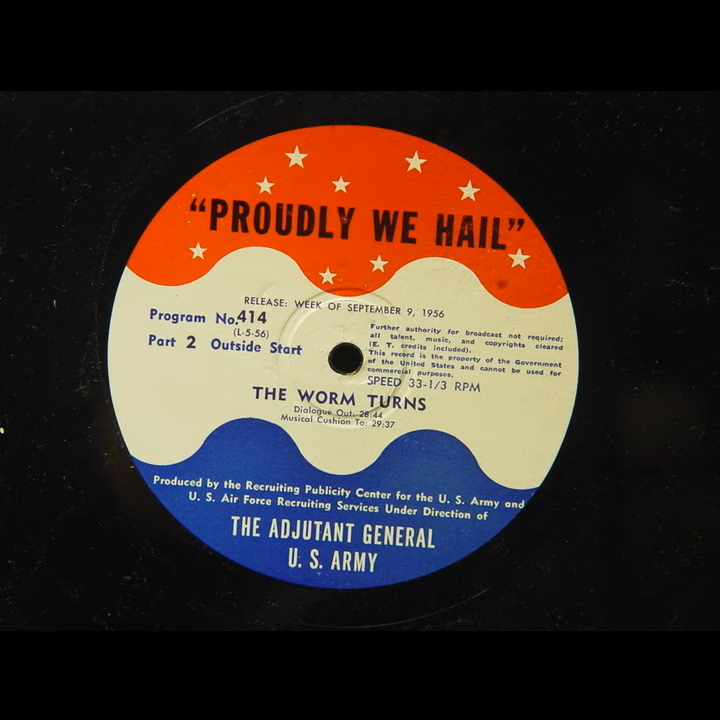 “PROUDLY WE HAIL”
RELEASE: WEEK OF SEPTEMBER 9, 1956
Program No. 414
(L-5-56)
Part 2 Outside Start
Further authority for broadcast not required;
all talent, music, and copyrights cleared
(E. T. credits included).
This record is the property of the Government
of the United States and cannot be used for
commercial purposes.
SPEED 33-1/3 RPM
THE WORM TURNS
Dialogue Out: 28:44
Musical Cushion To: 29:37
Produced by the Recruiting Publicity Center for the U. S. Army and
U. S. Air Force Recruiting Services Under Direction of
THE ADJUTANT GENERAL
U. S. ARMY